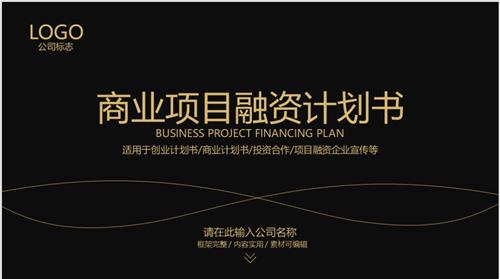 LOGO
公司标志
商业项目融资计划书
BUSINESS PROJECT FINANCING PLAN
适用于创业计划书/商业计划书/投资合作/项目融资企业宣传等
请在此输入公司名称
框架完整 / 内容实用 / 素材可编辑